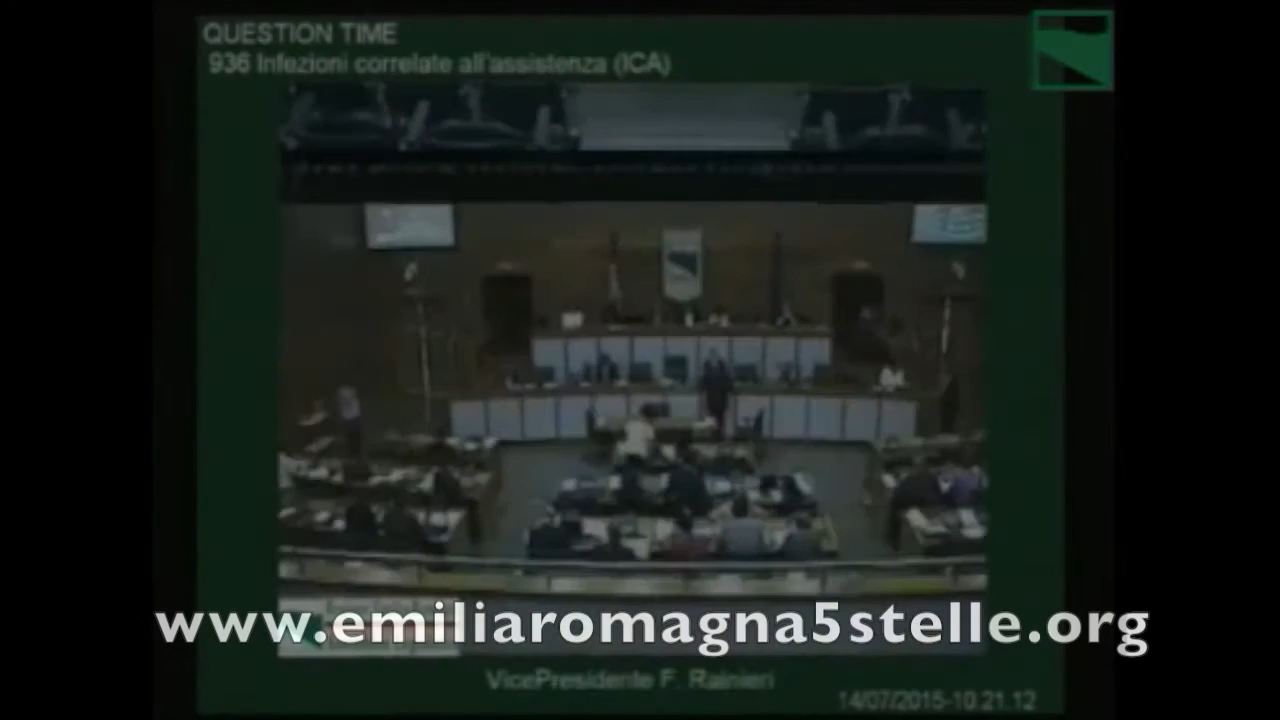 QUESTION TIME
936 Infezioni correlate all'assistenza (ICA)
www.emiliaromagna5stelle.org
VicePresidente F. Rainieri
14/07/2015-10.21.12